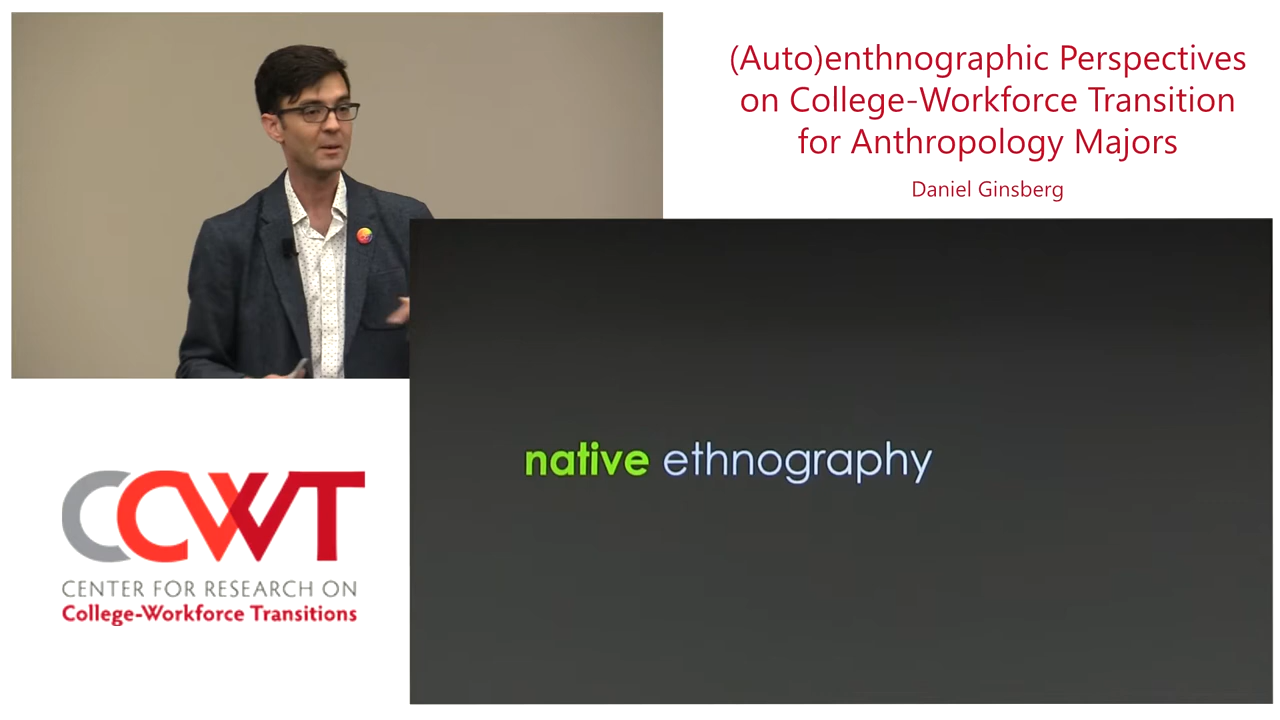 (Auto)enthnographic Perspectives
on College-Workforce Transition
for Anthropology Majors
Daniel Ginsberg
native ethnography
CCWT
CENTER FOR RESEARCH ON
College-Workforce Transitions